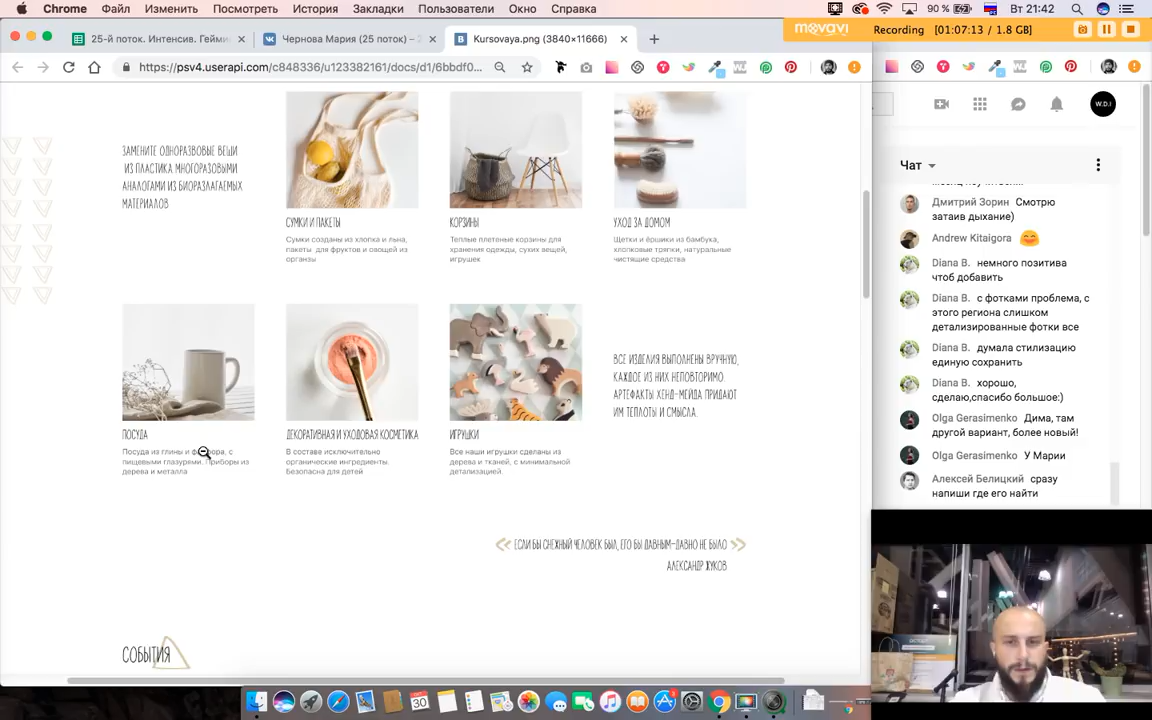 Chrome Файл Изменить Посмотреть История Закладки Пользователи Окно Справка
90 % Вт 21:42
25-й поток. Интенсив. Гейми
Чернова Мария (25 поток) –
Kursovaya.png (3840×11666)
movavi
Recording [01:07:13 / 1.8 GB]
https://psv4.userapi.com/c848336/u123382161/docs/d1/6bbdf0...
W.D.I
ЗАМЕНИТЕ ОДНОРАЗОВЫЕ ВЕЩИ
ИЗ ПЛАСТИКА МНОГОРАЗОВЫМИ
АНАЛОГАМИ ИЗ БИОРАЗЛАГАЕМЫХ
МАТЕРИАЛОВ
СУМКИ И ПАКЕТЫ
Сумки созданы из хлопка и льна,
пакеты для фруктов и овощей из
органзы
КОРЗИНЫ
Теплые плетеные корзины для
хранения одежды, сухих вещей,
игрушек
УХОД ЗА ДОМОМ
Щетки и ёршики из бамбука,
хлопковые тряпки, натуральные
чистящие средства
ПОСУДА
Посуда из глины и фарфора, с
пищевыми глазурями. Приборы из
дерева и металла
ДЕКОРАТИВНАЯ И УХОДОВАЯ КОСМЕТИКА
В составе исключительно
органические ингредиенты.
Безопасна для детей
ИГРУШКИ
Все наши игрушки сделаны из
дерева и тканей, с минимальной
детализацией.
ВСЕ ИЗДЕЛИЯ ВЫПОЛНЕНЫ ВРУЧНУЮ,
КАЖДОЕ ИЗ НИХ НЕПОВТОРИМО.
АРТЕФАКТЫ ХЕНД-МЕЙДА ПРИДАЮТ
ИМ ТЕПЛОТЫ И СМЫСЛА.
« ЕСЛИ БЫ СНЕЖНЫЙ ЧЕЛОВЕК БЫЛ, ЕГО БЫ ДАВНЫМ-ДАВНО НЕ БЫЛО »
АЛЕКСАНДР ЖУКОВ
СОБЫТИЯ
Чат
Дмитрий Зорин Смотрю
затаив дыхание)
Andrew Kitaigora
Diana B. немного позитива
чтоб добавить
Diana B. с фотками проблема, с
этого региона слишком
детализированные фотки все
Diana B. думала стилизацию
единую сохранить
Diana B. хорошо,
сделаю,спасибо большое:)
Olga Gerasimenko Дима, там
другой вариант, более новый!
Olga Gerasimenko У Марии
Алексей Белицкий сразу
напиши где его найти
30